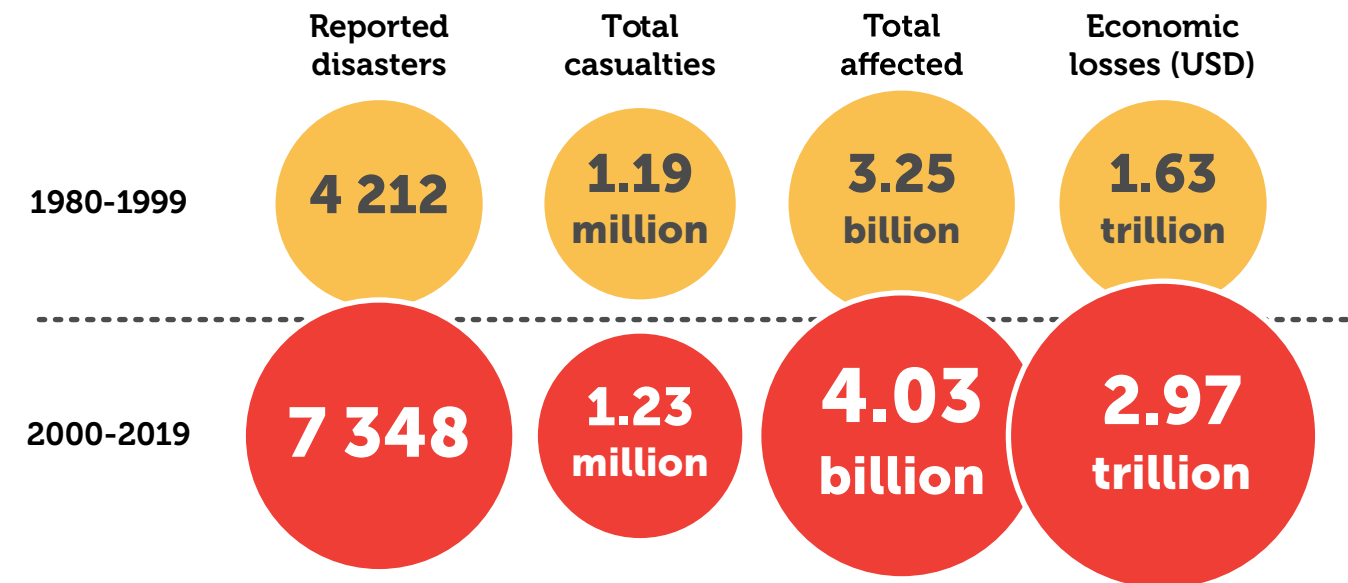 Reported
disasters
Total
casualties
Total
affected
Economic
losses (USD)
1980-1999
4 212
1.19
million
3.25
billion
1.63
trillion
2000-2019
7 348
1.23
million
4.03
billion
2.97
trillion